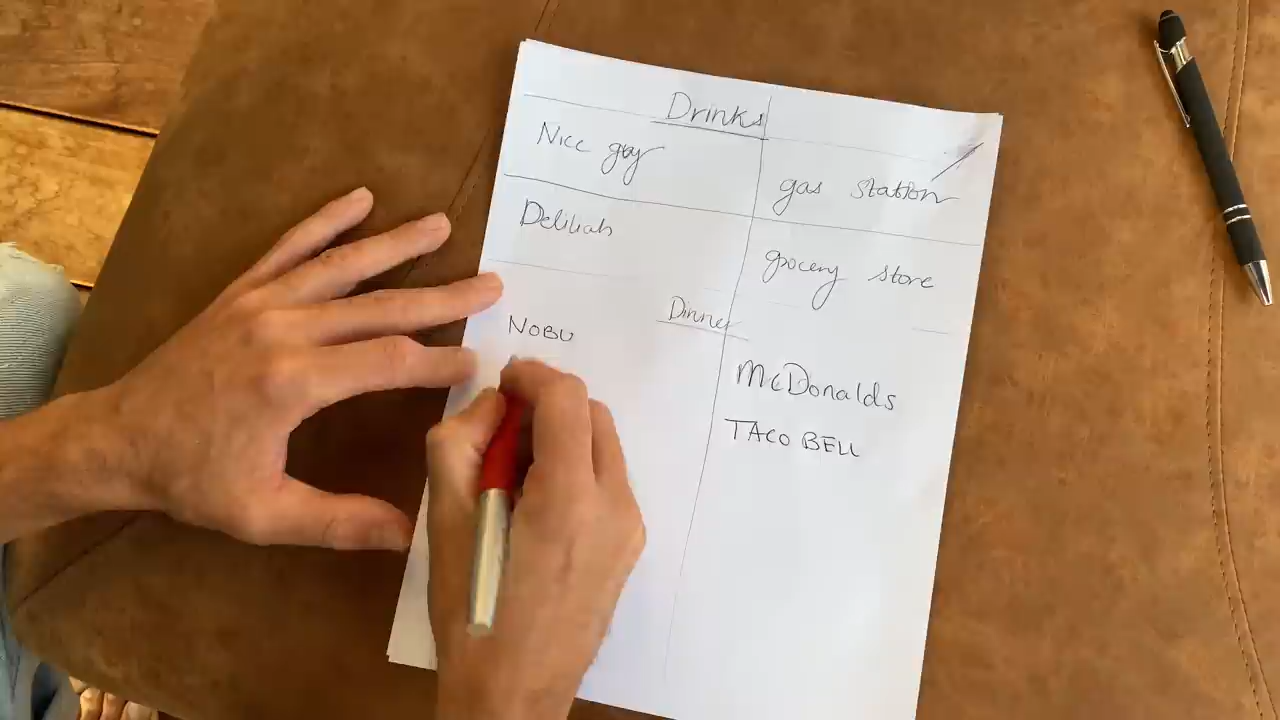 Drinks
Nice guy
gas station
Delilah
grocery store
Dinner
NOBU
McDonalds
TACO BELL